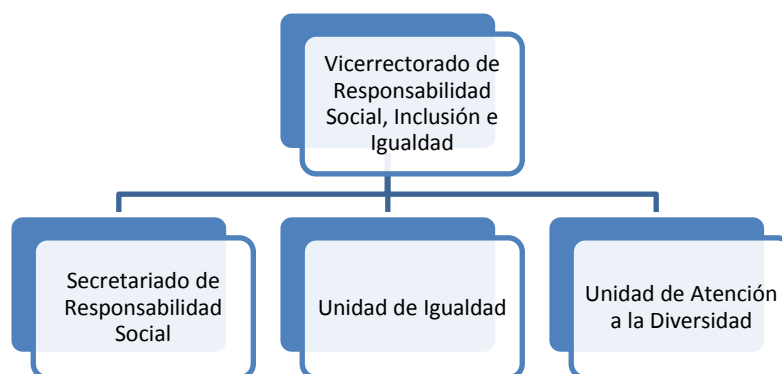 Vicerrectorado de
Responsabilidad
Social, Inclusión e
Igualdad
Secretariado de
Responsabilidad
Social
Unidad de Igualdad
Unidad de Atención
a la Diversidad